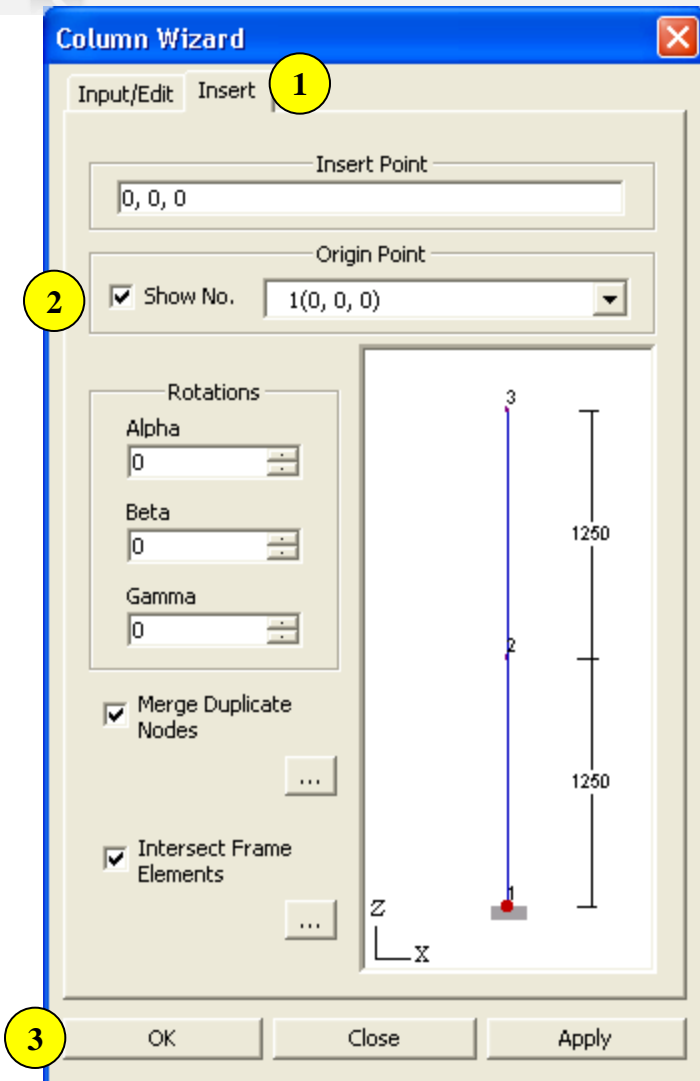 Column Wizard
Input/Edit Insert 1
Insert Point
0, 0, 0
Origin Point
2 Show No. 1(0, 0, 0)
Rotations
Alpha
0
Beta
0
Gamma
0
Merge Duplicate
Nodes
...
Intersect Frame
Elements
...
3
1250
2
1250
1
Z
X
3 OK Close Apply